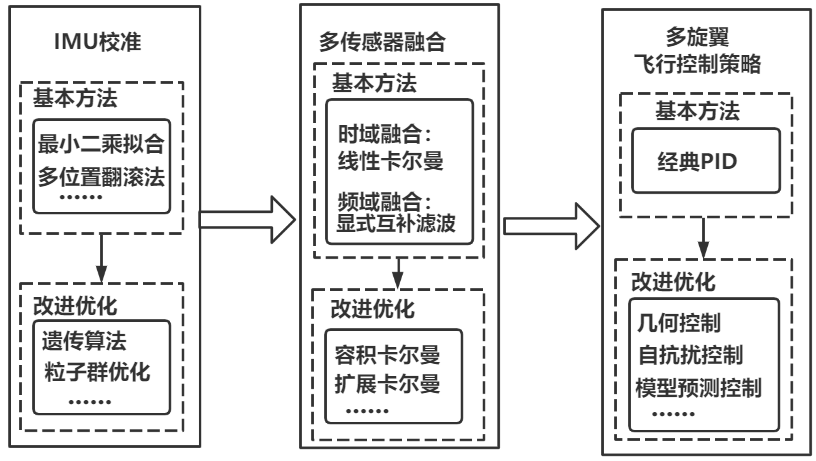 IMU校准
基本方法
最小二乘拟合
多位置翻滚法
······
改进优化
遗传算法
粒子群优化
······
多传感器融合
基本方法
时域融合：
线性卡尔曼
频域融合：
显式互补滤波
改进优化
容积卡尔曼
扩展卡尔曼
······
多旋翼
飞行控制策略
基本方法
经典PID
改进优化
几何控制
自抗扰控制
模型预测控制
······